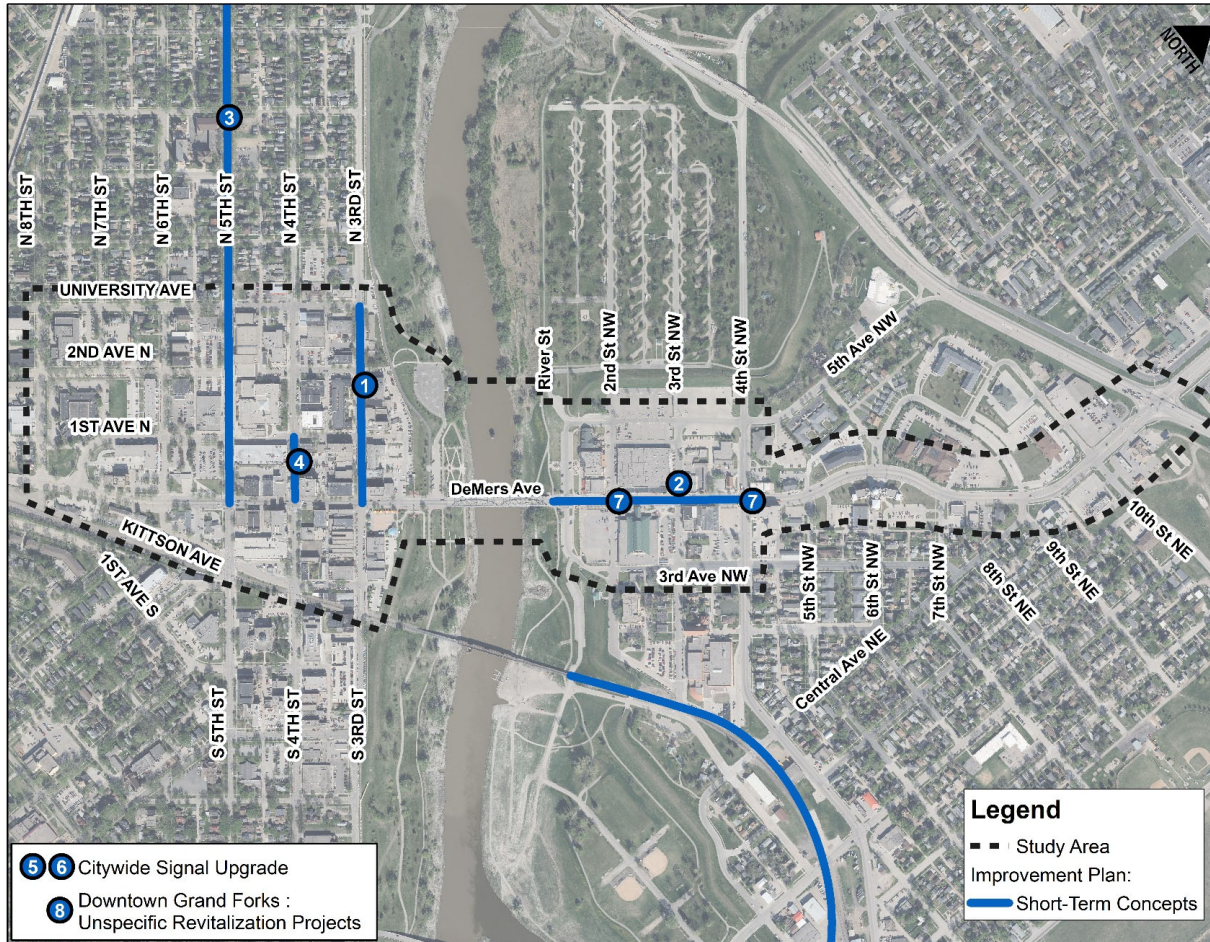 NORTH
3
N 8TH ST
N 7TH ST
N 6TH ST
N 5TH ST
N 4TH ST
N 3RD ST
UNIVERSITY AVE
2ND AVE N
1ST AVE N
1
4
River St
2nd St NW
3rd St NW
4th St NW
5th Ave NW
DeMers Ave
2
7
7
KITTSON AVE
1ST AVE S
3rd Ave NW
5th St NW
6th St NW
7th St NW
8th St NE
9th St NE
10th St NE
Central Ave NE
S 5TH ST
S 4TH ST
S 3RD ST
5 6 Citywide Signal Upgrade
8 Downtown Grand Forks :
Unspecific Revitalization Projects
Legend
Study Area
Improvement Plan:
Short-Term Concepts